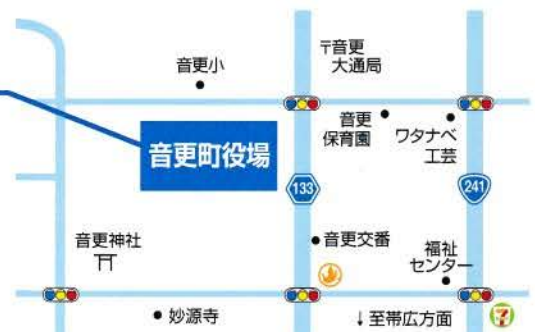 音更小
〒音更
大通局
音更
保育園
ワタナベ
工芸
音更町役場
133
241
音更神社
音更交番
福祉
センター
妙源寺
↓至帯広方面
7